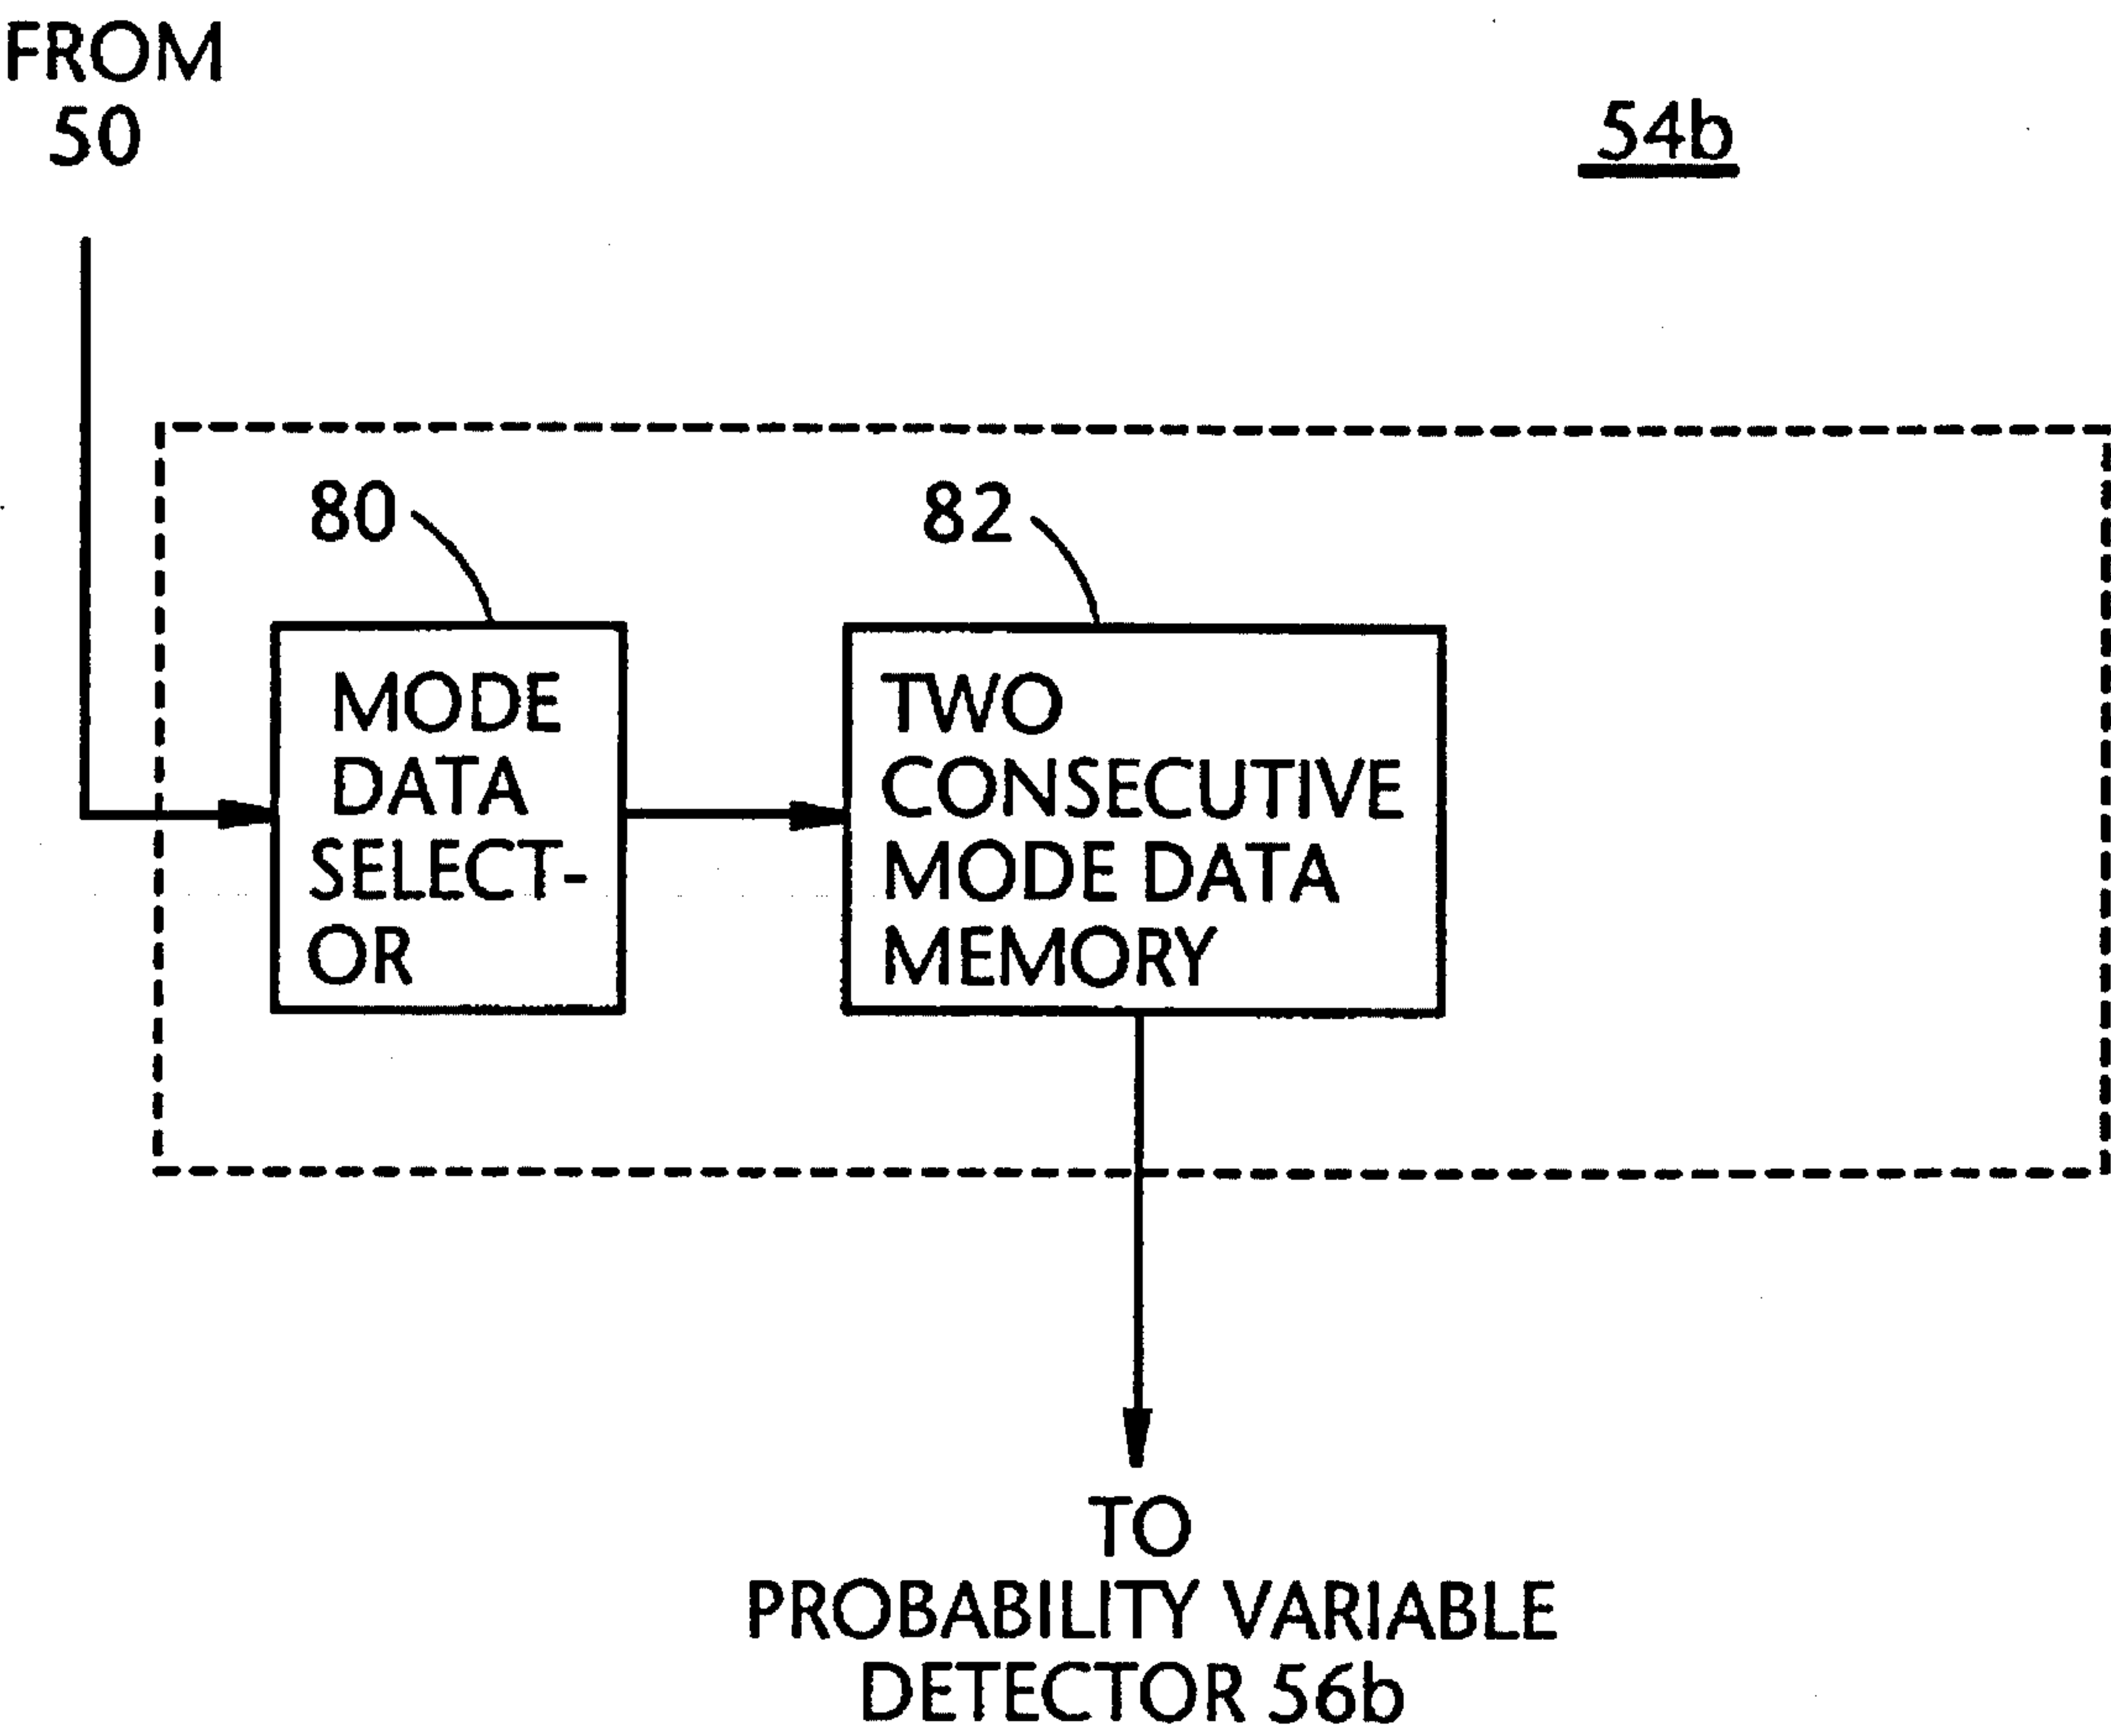 FROM
50
54b
80
82
MODE
DATA
SELECT-
OR
TWO
CONSECUTIVE
MODE DATA
MEMORY
TO
PROBABILITY VARIABLE
DETECTOR 56b